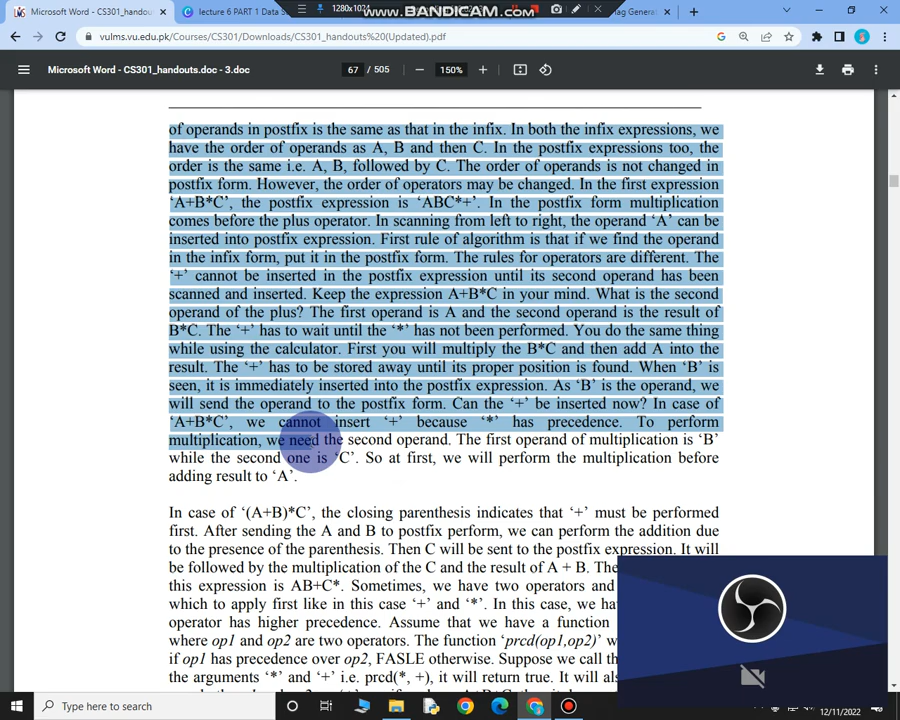 Microsoft Word - CS301_handou
lecture 6 PART 1 Data S
1280x1024
www.BANDICAM.com
Tag Generat
vulms.vu.edu.pk/Courses/CS301/Downloads/CS301_handouts%20(Updated).pdf
Microsoft Word - CS301_handouts.doc - 3.doc
67 / 505
150%
of operands in postfix is the same as that in the infix. In both the infix expressions, we
have the order of operands as A, B and then C. In the postfix expressions too, the
order is the same i.e. A, B, followed by C. The order of operands is not changed in
postfix form. However, the order of operators may be changed. In the first expression
‘A+B*C’, the postfix expression is ‘ABC*+’. In the postfix form multiplication
comes before the plus operator. In scanning from left to right, the operand ‘A’ can be
inserted into postfix expression. First rule of algorithm is that if we find the operand
in the infix form, put it in the postfix form. The rules for operators are different. The
‘+’ cannot be inserted in the postfix expression until its second operand has been
scanned and inserted. Keep the expression A+B*C in your mind. What is the second
operand of the plus? The first operand is A and the second operand is the result of
B*C. The ‘+’ has to wait until the ‘*’ has not been performed. You do the same thing
while using the calculator. First you will multiply the B*C and then add A into the
result. The ‘+’ has to be stored away until its proper position is found. When ‘B’ is
seen, it is immediately inserted into the postfix expression. As ‘B’ is the operand, we
will send the operand to the postfix form. Can the ‘+’ be inserted now? In case of
‘A+B*C’, we cannot insert ‘+’ because ‘*’ has precedence. To perform
multiplication, we need the second operand. The first operand of multiplication is ‘B’
while the second one is ‘C’. So at first, we will perform the multiplication before
adding result to ‘A’.
In case of ‘(A+B)*C’, the closing parenthesis indicates that ‘+’ must be performed
first. After sending the A and B to postfix perform, we can perform the addition due
to the presence of the parenthesis. Then C will be sent to the postfix expression. It will
be followed by the multiplication of the C and the result of A + B. The
this expression is AB+C*. Sometimes, we have two operators and
which to apply first like in this case ‘+’ and ‘*’. In this case, we ha
operator has higher precedence. Assume that we have a function
where op1 and op2 are two operators. The function ‘prcd(op1,op2)’ w
if op1 has precedence over op2, FASLE otherwise. Suppose we call th
the arguments ‘*’ and ‘+’ i.e. prcd(*, +), it will return true. It will als
Type here to search
12/11/2022